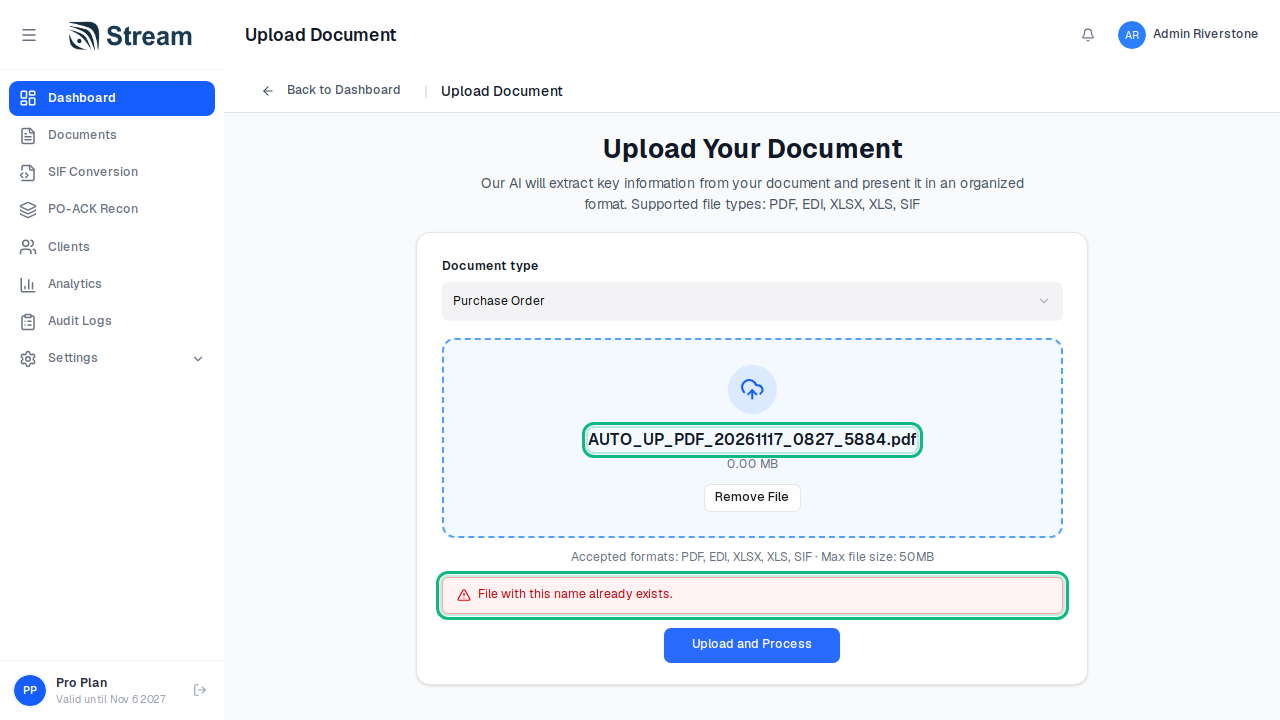 Stream
Upload Document
AR
Admin Riverstone
Dashboard
Documents
SIF Conversion
PO-ACK Recon
Clients
Analytics
Audit Logs
Settings
Back to Dashboard
Upload Document
Upload Your Document
Our AI will extract key information from your document and present it in an organized
format. Supported file types: PDF, EDI, XLSX, XLS, SIF
Document type
Purchase Order
AUTO_UP_PDF_20261117_0827_5884.pdf
0.00 MB
Remove File
Accepted formats: PDF, EDI, XLSX, XLS, SIF · Max file size: 50MB
File with this name already exists.
Upload and Process
PP
Pro Plan
Valid until Nov 6 2027